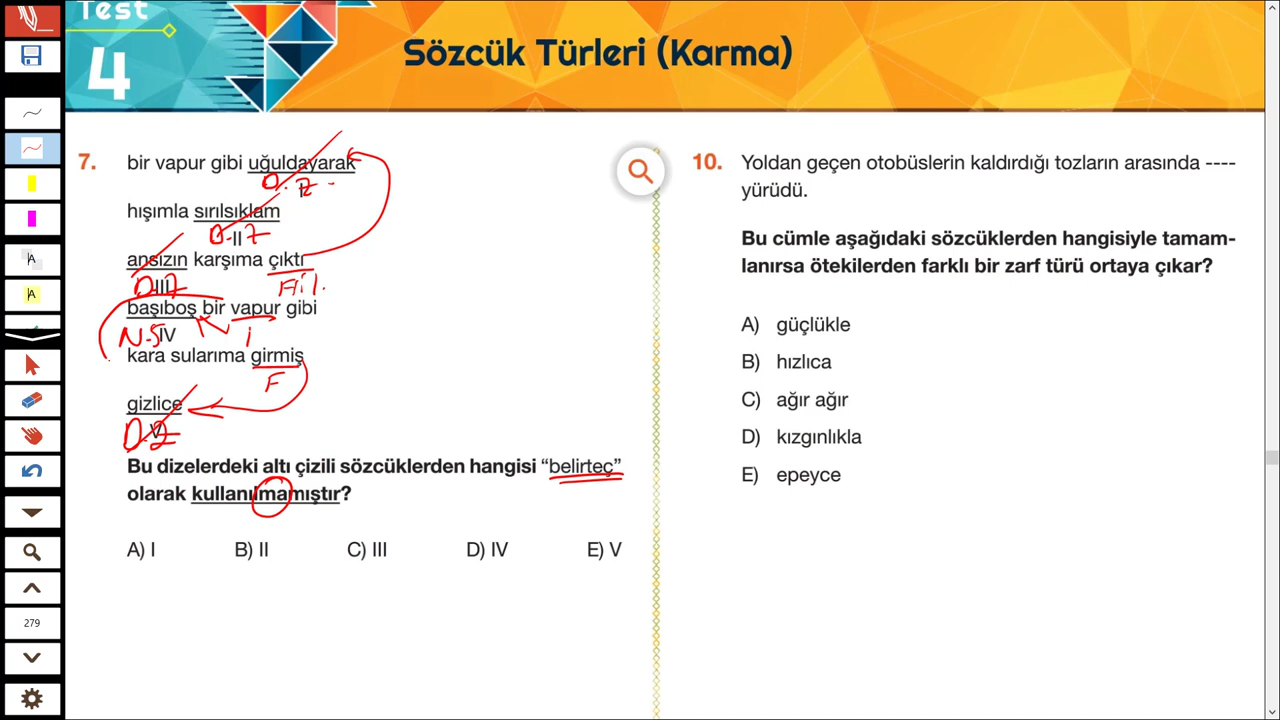 Test
4
Sözcük Türleri (Karma)
7.
bir vapur gibi uğuldayarak
D. Z.
I
hışımla sırılsıklam
D. Z
II
ansızın karşıma çıktı
D.Z
III
Fiil.
başıboş bir vapur gibi
N.S
IV
İ
kara sularıma girmiş
F
gizlice
D.Z
V
Bu dizelerdeki altı çizili sözcüklerden hangisi “belirteç”
olarak kullanılmamıştır?
A) I B) II C) III D) IV E) V
10.
Yoldan geçen otobüslerin kaldırdığı tozların arasında ----
yürüdü.
Bu cümle aşağıdaki sözcüklerden hangisiyle tamam-
lanırsa ötekilerden farklı bir zarf türü ortaya çıkar?
A) güçlükle
B) hızlıca
C) ağır ağır
D) kızgınlıkla
E) epeyce
A
A
279